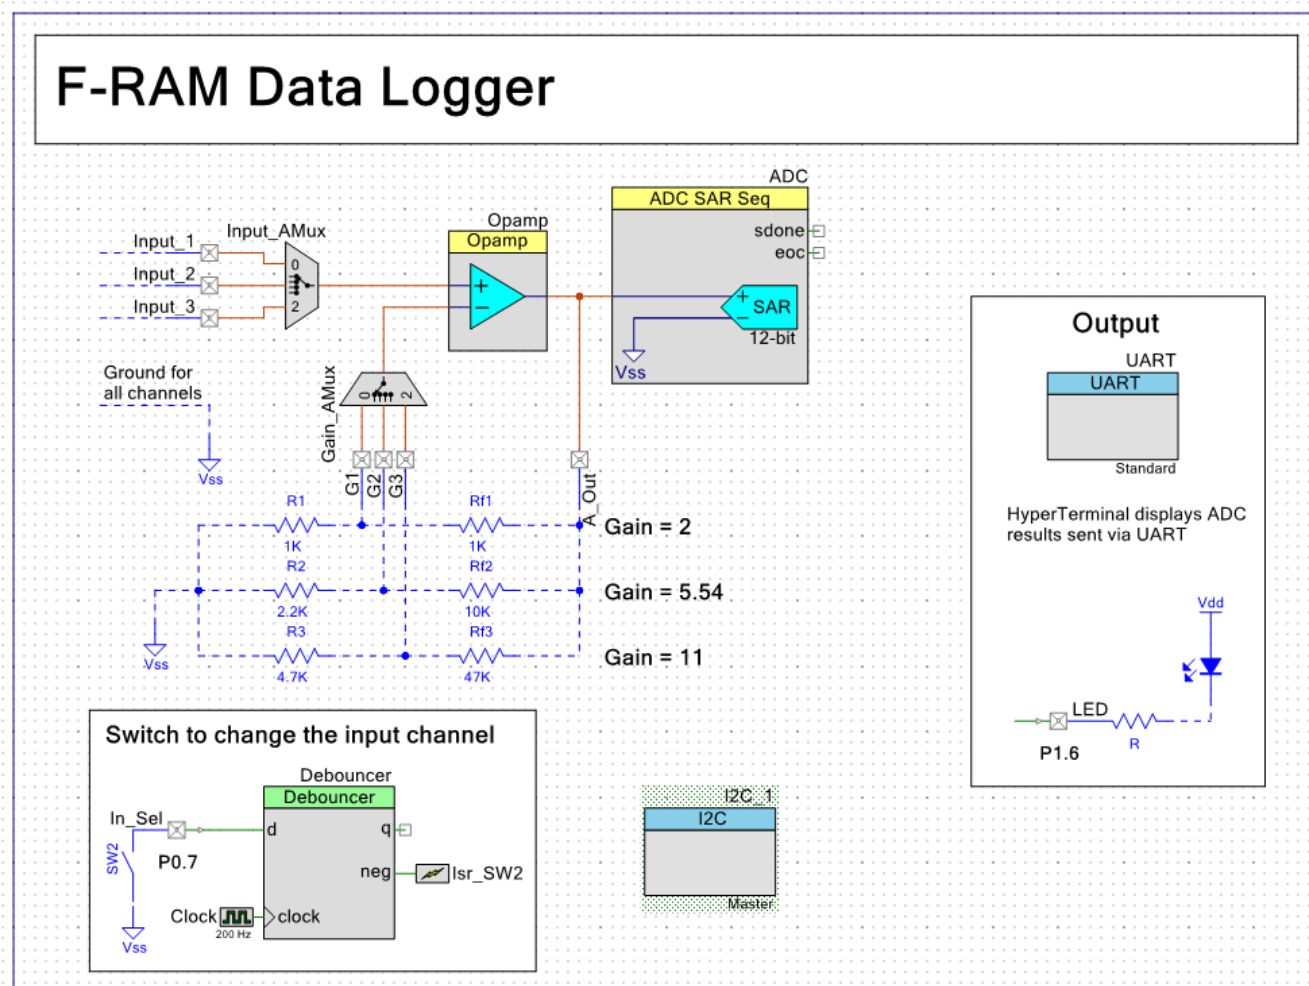 F-RAM Data Logger
ADC
ADC SAR Seq
sdone
eoc
+
SAR
−
12-bit
Vss
Opamp
Opamp
+
−
Input_AMux
Input_1
Input_2
Input_3
0
2
Ground for
all channels
Vss
Gain_AMux
0
2
G1
G2
G3
A_Out
R1
1K
Rf1
1K
Gain = 2
R2
2.2K
Rf2
10K
Gain = 5.54
R3
4.7K
Rf3
47K
Gain = 11
Vss
Output
UART
UART
Standard
HyperTerminal displays ADC
results sent via UART
Vdd
LED
R
P1.6
Switch to change the input channel
Debouncer
Debouncer
In_Sel
d
q
SW2
P0.7
neg
Isr_SW2
Clock
200 Hz
clock
Vss
I2C_1
I2C
Master